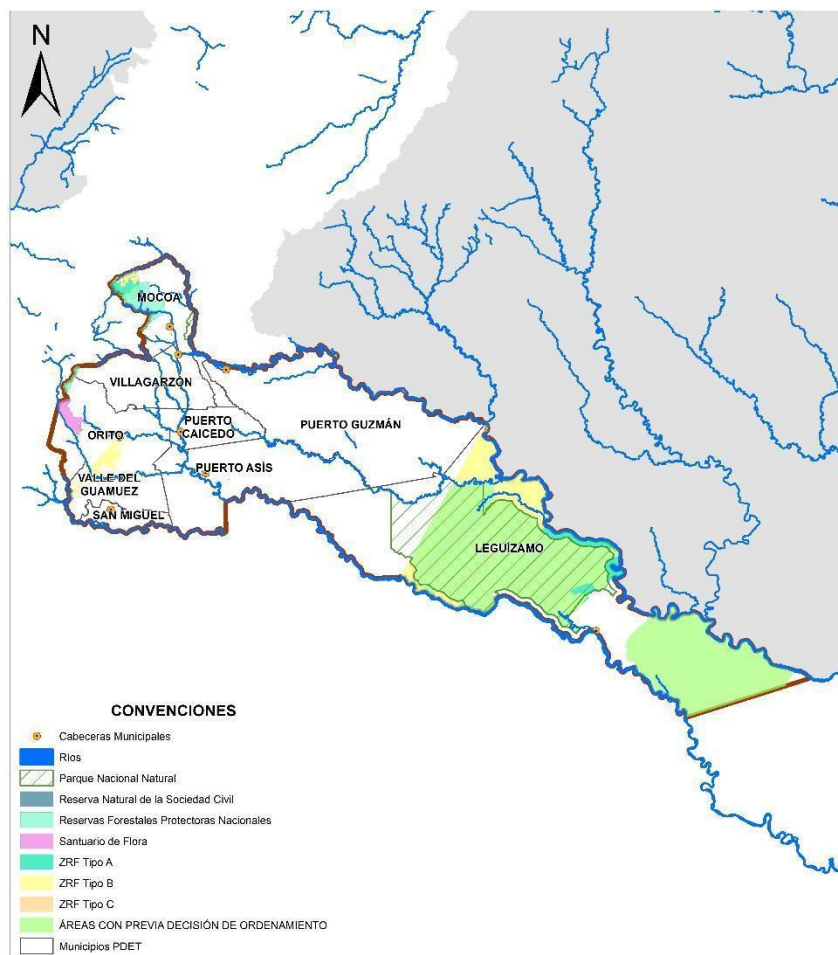 N
MOCOA
VILLAGARZÓN
PUERTO
CAICEDO
PUERTO GUZMÁN
ORITO
PUERTO ASÍS
VALLE DEL
GUAMUEZ
SAN MIGUEL
LEGUÍZAMO
CONVENCIONES
Cabeceras Municipales
Ríos
Parque Nacional Natural
Reserva Natural de la Sociedad Civil
Reservas Forestales Protectoras Nacionales
Santuario de Flora
ZRF Tipo A
ZRF Tipo B
ZRF Tipo C
ÁREAS CON PREVIA DECISIÓN DE ORDENAMIENTO
Municipios PDET